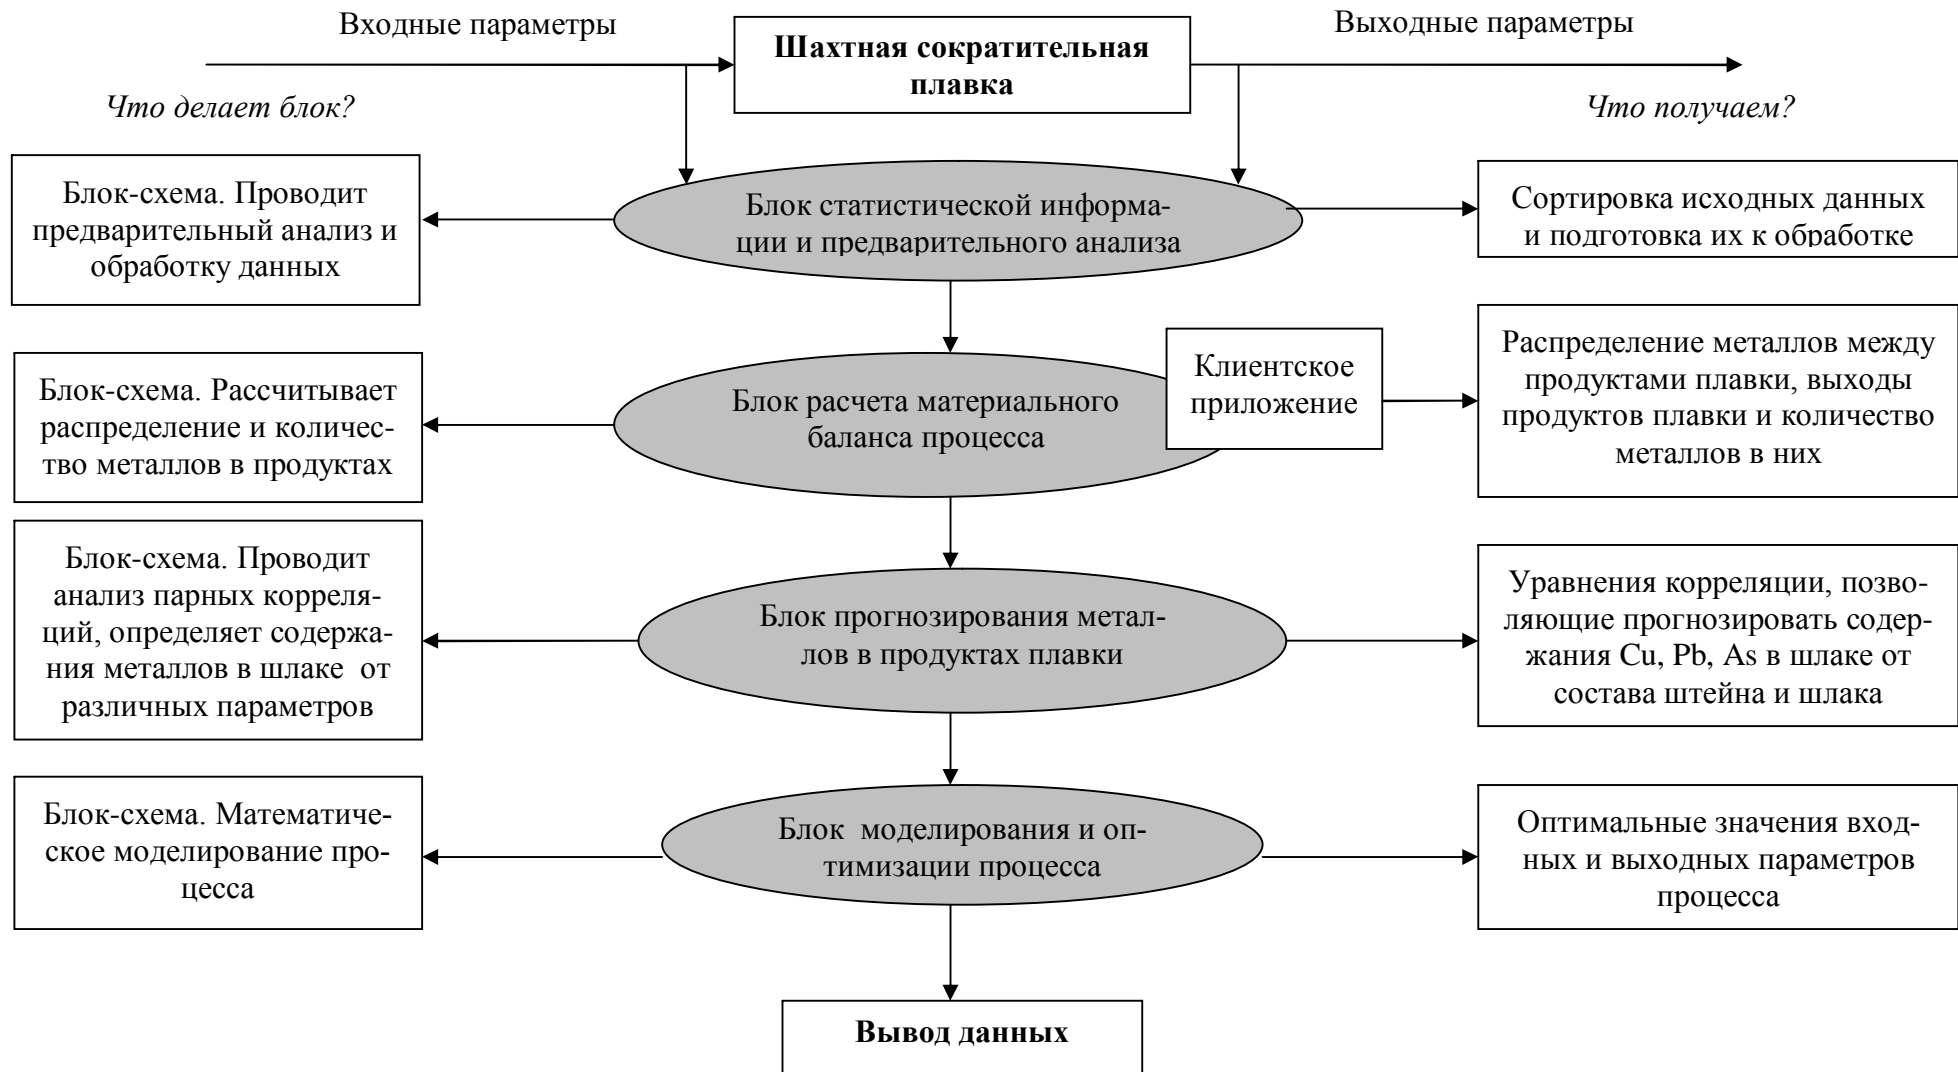 Входные параметры
Шахтная сократительная
плавка
Выходные параметры
Что делает блок?
Что получаем?
Блок-схема. Проводит
предварительный анализ и
обработку данных
Блок статистической информа-
ции и предварительного анализа
Сортировка исходных данных
и подготовка их к обработке
Блок-схема. Рассчитывает
распределение и количес-
тво металлов в продуктах
Блок расчета материального
баланса процесса
Клиентское
приложение
Распределение металлов между
продуктами плавки, выходы
продуктов плавки и количество
металлов в них
Блок-схема. Проводит
анализ парных корреля-
ций, определяет содержа-
ния металлов в шлаке от
различных параметров
Блок прогнозирования метал-
лов в продуктах плавки
Уравнения корреляции, позво-
ляющие прогнозировать содер-
жания Cu, Pb, As в шлаке от
состава штейна и шлака
Блок-схема. Математиче-
ское моделирование про-
цесса
Блок моделирования и оп-
тимизации процесса
Оптимальные значения вход-
ных и выходных параметров
процесса
Вывод данных